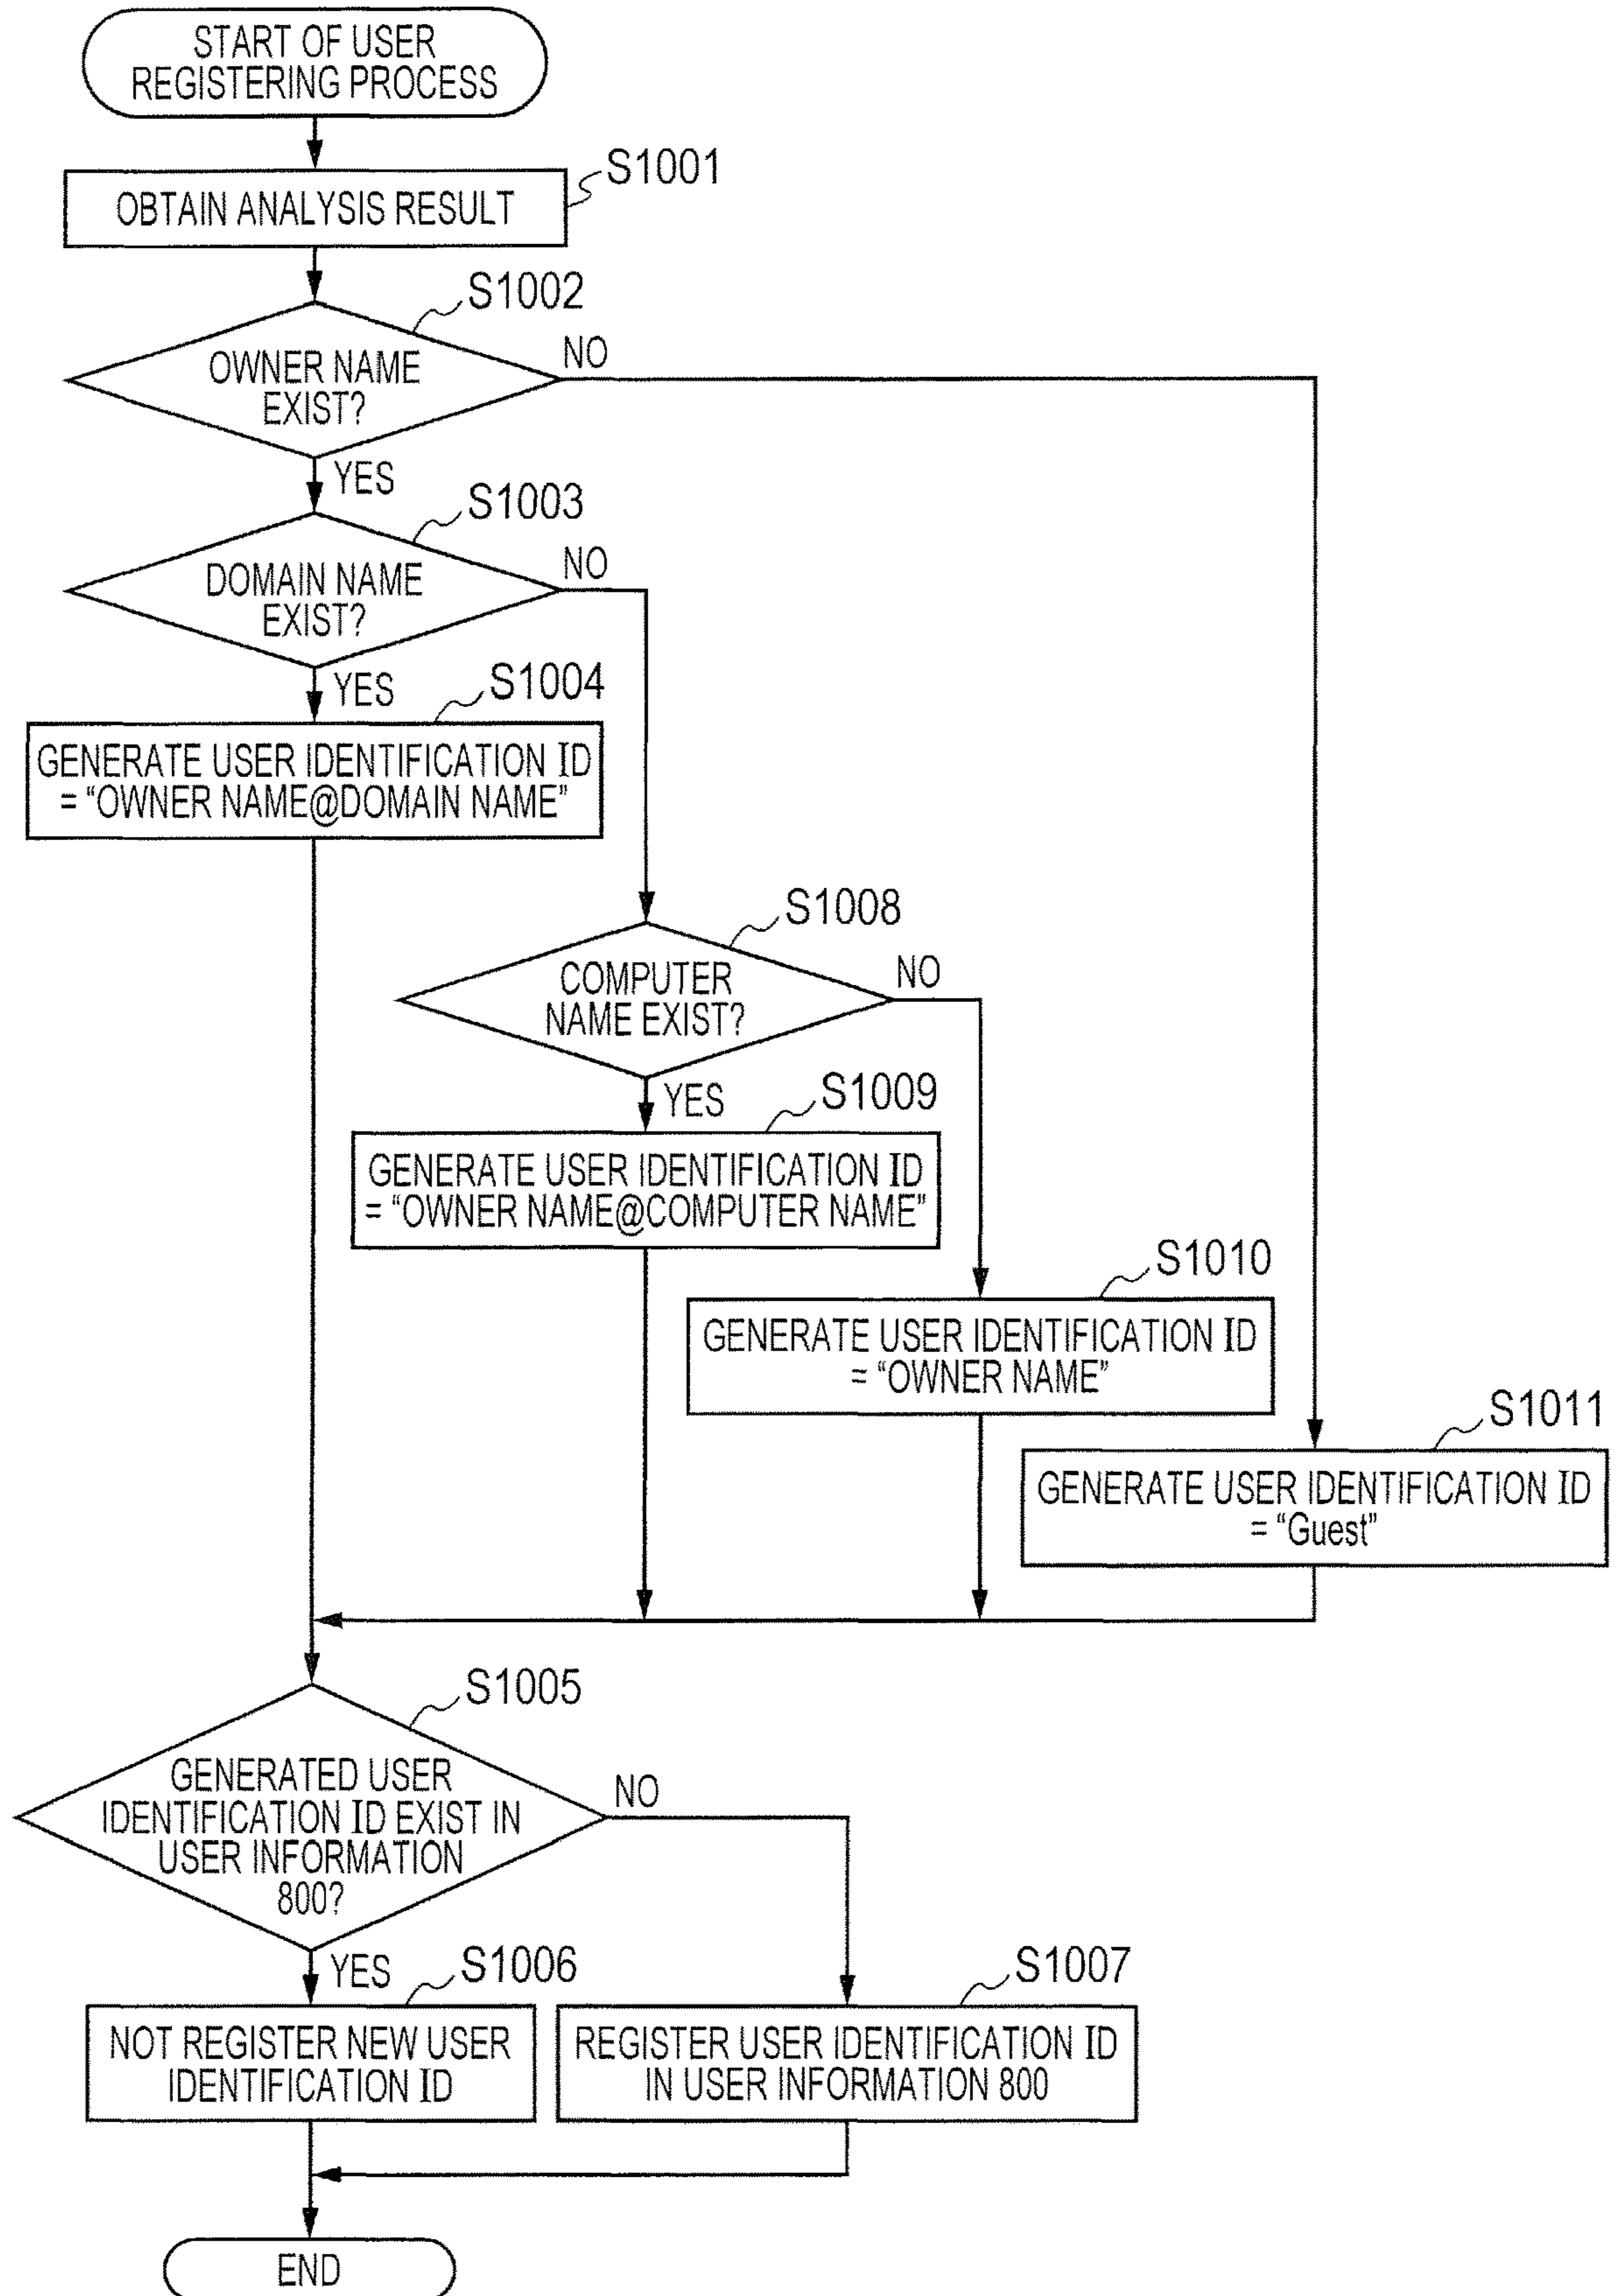 START OF USER
REGISTERING PROCESS
S1001
OBTAIN ANALYSIS RESULT
S1002
OWNER NAME
EXIST?
NO
YES
S1003
DOMAIN NAME
EXIST?
NO
YES
S1004
GENERATE USER IDENTIFICATION ID
= “OWNER NAME@DOMAIN NAME”
S1008
COMPUTER
NAME EXIST?
NO
YES
S1009
GENERATE USER IDENTIFICATION ID
= “OWNER NAME@COMPUTER NAME”
S1010
GENERATE USER IDENTIFICATION ID
= “OWNER NAME”
S1011
GENERATE USER IDENTIFICATION ID
= “Guest”
S1005
GENERATED USER
IDENTIFICATION ID EXIST IN
USER INFORMATION
800?
NO
YES
S1006
NOT REGISTER NEW USER
IDENTIFICATION ID
S1007
REGISTER USER IDENTIFICATION ID
IN USER INFORMATION 800
END